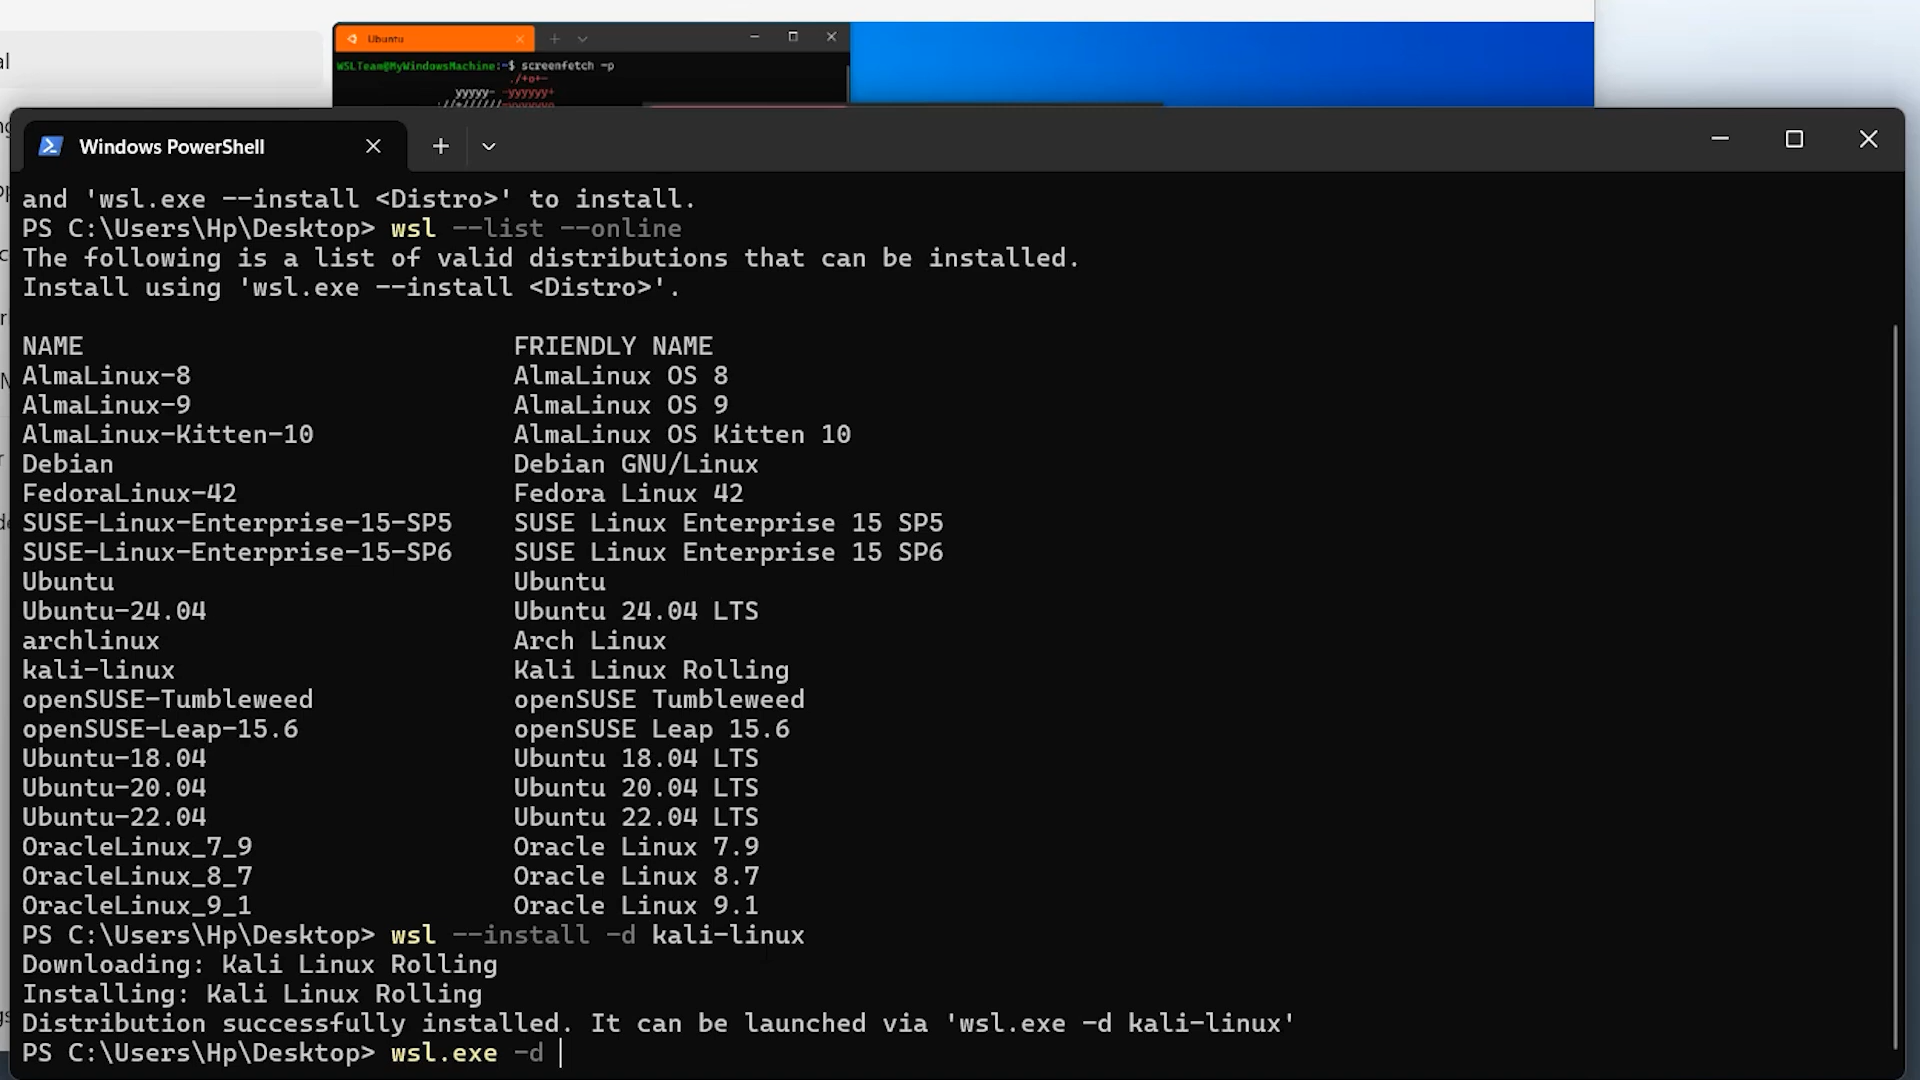 Ubuntu
WSLTeam@MyWindowsMachine:~$ screenfetch -p
./+o+-
yyyyy- -yyyyyy+
://+//////-yyyyyyo
al
Windows PowerShell
and 'wsl.exe --install <Distro>' to install.
PS C:\Users\Hp\Desktop> wsl --list --online
The following is a list of valid distributions that can be installed.
Install using 'wsl.exe --install <Distro>'.
NAME FRIENDLY NAME
AlmaLinux-8 AlmaLinux OS 8
AlmaLinux-9 AlmaLinux OS 9
AlmaLinux-Kitten-10 AlmaLinux OS Kitten 10
Debian Debian GNU/Linux
FedoraLinux-42 Fedora Linux 42
SUSE-Linux-Enterprise-15-SP5 SUSE Linux Enterprise 15 SP5
SUSE-Linux-Enterprise-15-SP6 SUSE Linux Enterprise 15 SP6
Ubuntu Ubuntu
Ubuntu-24.04 Ubuntu 24.04 LTS
archlinux Arch Linux
kali-linux Kali Linux Rolling
openSUSE-Tumbleweed openSUSE Tumbleweed
openSUSE-Leap-15.6 openSUSE Leap 15.6
Ubuntu-18.04 Ubuntu 18.04 LTS
Ubuntu-20.04 Ubuntu 20.04 LTS
Ubuntu-22.04 Ubuntu 22.04 LTS
OracleLinux_7_9 Oracle Linux 7.9
OracleLinux_8_7 Oracle Linux 8.7
OracleLinux_9_1 Oracle Linux 9.1
PS C:\Users\Hp\Desktop> wsl --install -d kali-linux
Downloading: Kali Linux Rolling
Installing: Kali Linux Rolling
Distribution successfully installed. It can be launched via 'wsl.exe -d kali-linux'
PS C:\Users\Hp\Desktop> wsl.exe -d